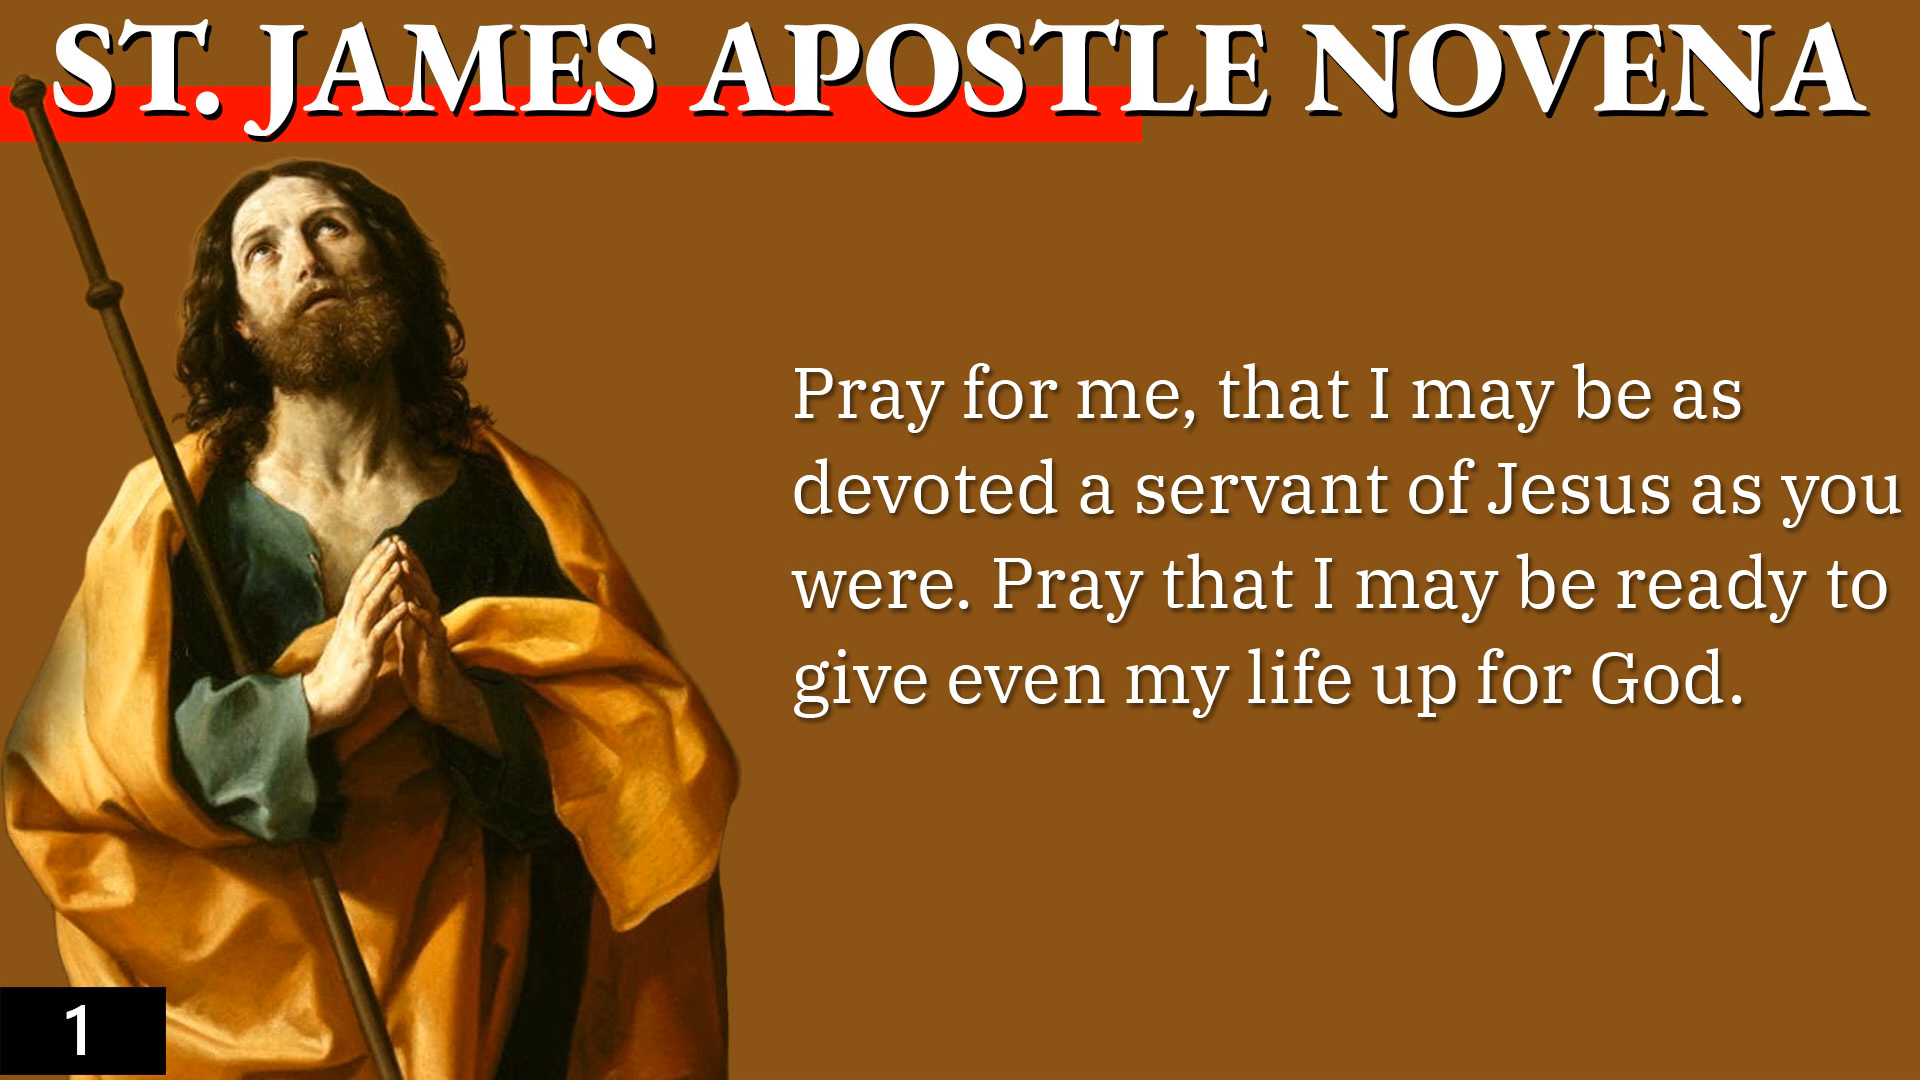 ST. JAMES APOSTLE NOVENA
Pray for me, that I may be as
devoted a servant of Jesus as you
were. Pray that I may be ready to
give even my life up for God.
1